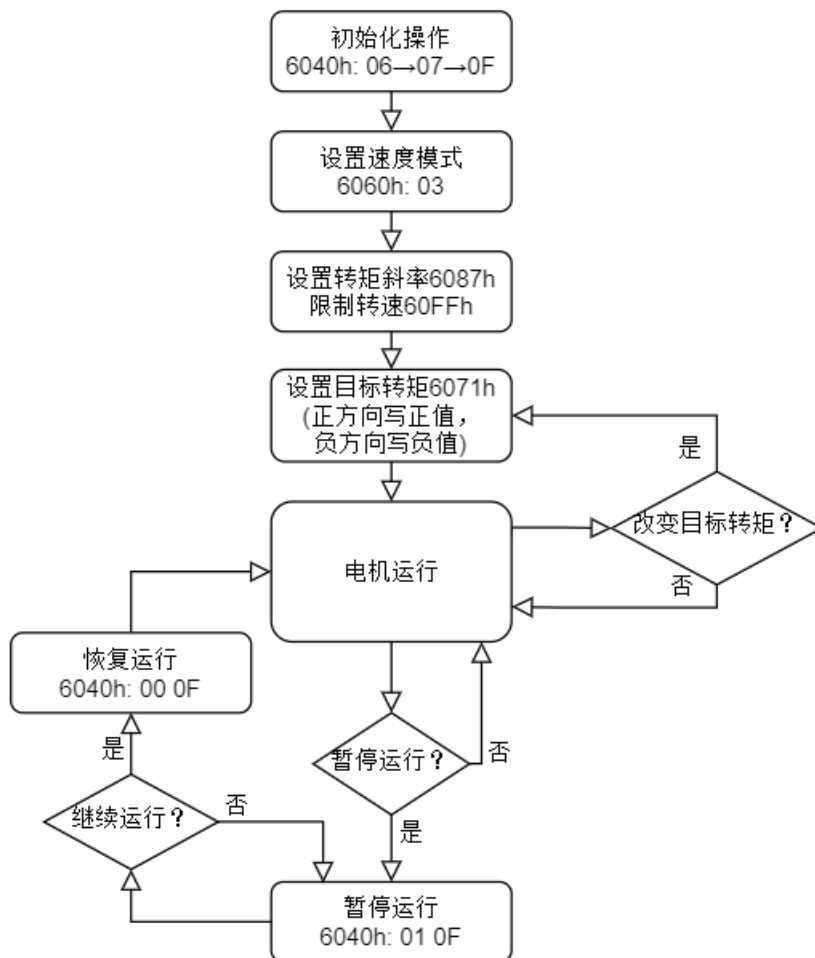 初始化操作
6040h: 06→07→0F
设置速度模式
6060h: 03
设置转矩斜率6087h
限制转速60FFh
设置目标转矩6071h
(正方向写正值，
负方向写负值)
是
改变目标转矩？
否
电机运行
恢复运行
6040h: 00 0F
是
暂停运行？
否
继续运行？
否
是
暂停运行
6040h: 01 0F